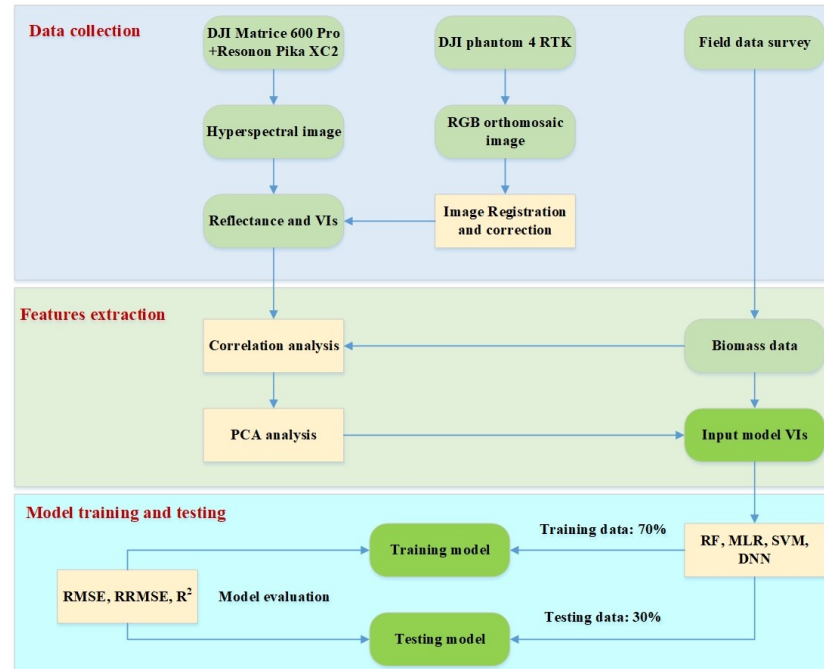 Data collection
DJI Matrice 600 Pro
+Resonon Pika XC2
DJI phantom 4 RTK
Field data survey
Hyperspectral image
RGB orthomosaic
image
Reflectance and VIs
Image Registration
and correction
Features extraction
Correlation analysis
Biomass data
PCA analysis
Input model VIs
Model training and testing
Training data: 70%
Training model
RF, MLR, SVM,
DNN
RMSE, RRMSE, R²
Model evaluation
Testing data: 30%
Testing model